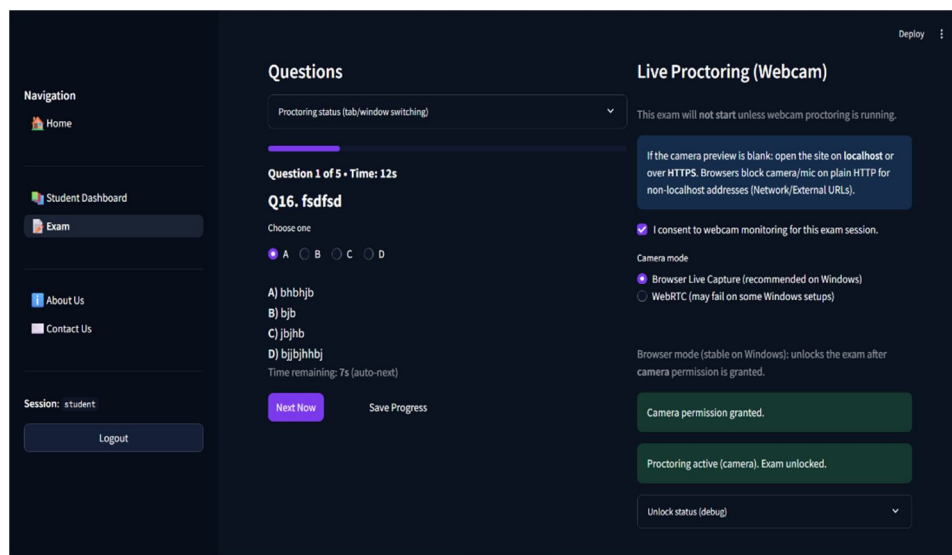 Deploy
Navigation
Home
Student Dashboard
Exam
About Us
Contact Us
Session: student
Logout
Questions
Proctoring status (tab/window switching)
Question 1 of 5 • Time: 12s
Q16. fsdfsd
Choose one
A B C D
A) bhbhjb
B) bjb
C) jbjhb
D) bjjbjhhbj
Time remaining: 7s (auto-next)
Next Now Save Progress
Live Proctoring (Webcam)
This exam will not start unless webcam proctoring is running.
If the camera preview is blank: open the site on localhost or
over HTTPS. Browsers block camera/mic on plain HTTP for
non-localhost addresses (Network/External URLs).
I consent to webcam monitoring for this exam session.
Camera mode
Browser Live Capture (recommended on Windows)
WebRTC (may fail on some Windows setups)
Browser mode (stable on Windows): unlocks the exam after
camera permission is granted.
Camera permission granted.
Proctoring active (camera). Exam unlocked.
Unlock status (debug)